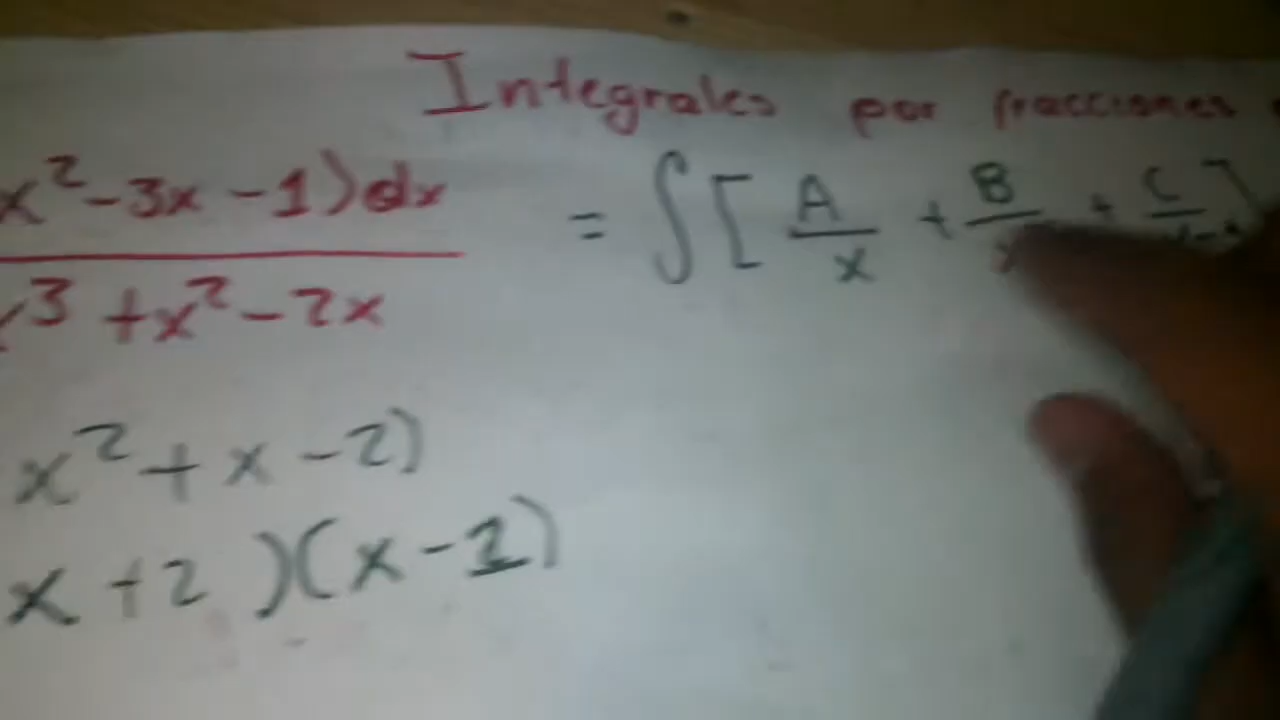 Integrales por fracciones
x² -3x -1)dx = ∫[ A/x + B/x + C/x- ]
x³ +x² -2x
x² + x -2)
x +2 )(x -1)